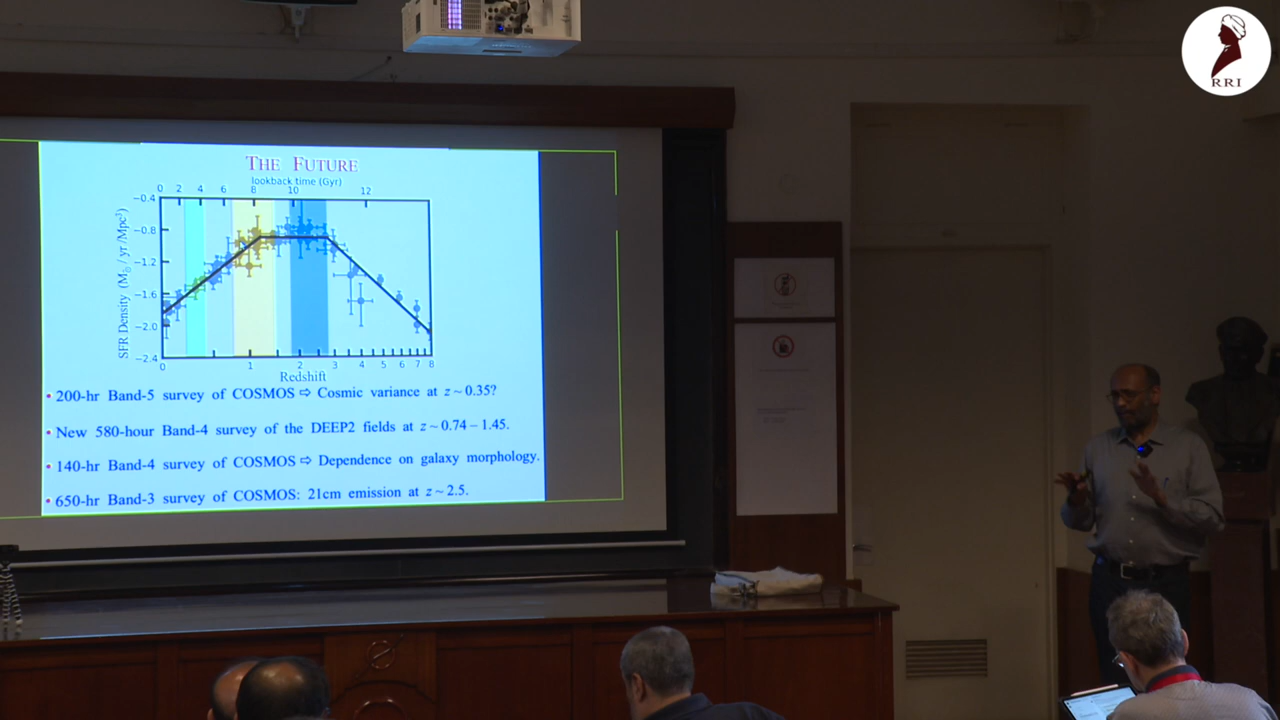 RRI
THE FUTURE
lookback time (Gyr)
0 2 4 6 8 10 12
−0.4
−0.8
−1.2
−1.6
−2.0
−2.4
SFR Density (M☉ / yr /Mpc³)
0 1 2 3 4 5 6 7 8
Redshift
• 200-hr Band-5 survey of COSMOS ⇨ Cosmic variance at z ~ 0.35?
• New 580-hour Band-4 survey of the DEEP2 fields at z ~ 0.74 – 1.45.
• 140-hr Band-4 survey of COSMOS ⇨ Dependence on galaxy morphology.
• 650-hr Band-3 survey of COSMOS: 21cm emission at z ~ 2.5.